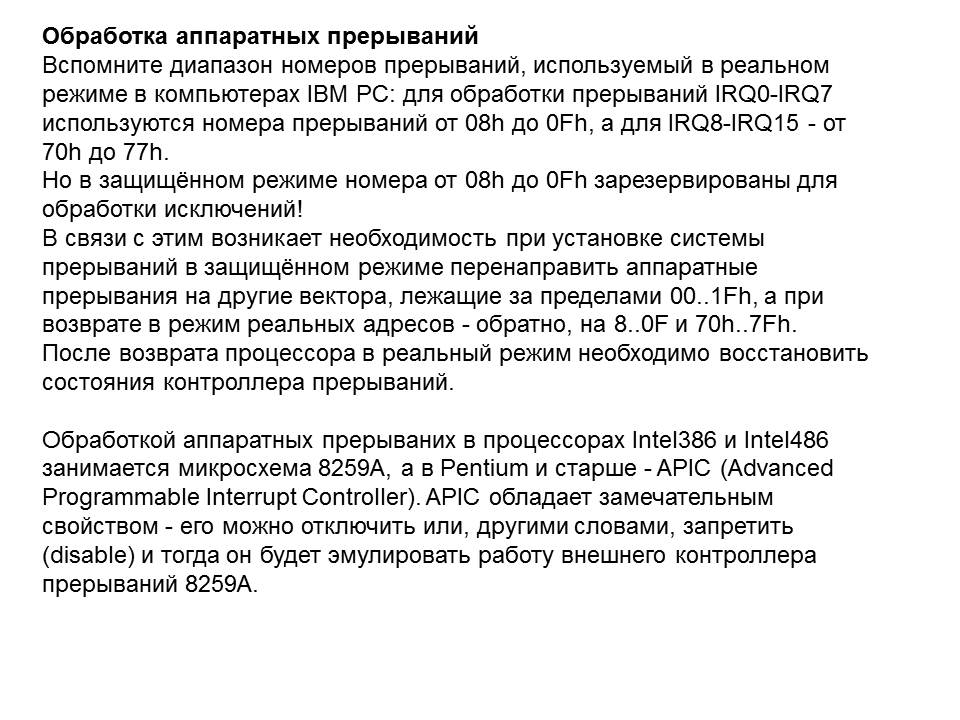 Обработка аппаратных прерываний
Вспомните диапазон номеров прерываний, используемый в реальном
режиме в компьютерах IBM PC: для обработки прерываний IRQ0-IRQ7
используются номера прерываний от 08h до 0Fh, а для IRQ8-IRQ15 - от
70h до 77h.
Но в защищённом режиме номера от 08h до 0Fh зарезервированы для
обработки исключений!
В связи с этим возникает необходимость при установке системы
прерываний в защищённом режиме перенаправить аппаратные
прерывания на другие вектора, лежащие за пределами 00..1Fh, а при
возврате в режим реальных адресов - обратно, на 8..0F и 70h..7Fh.
После возврата процессора в реальный режим необходимо восстановить
состояния контроллера прерываний.
Обработкой аппаратных прерываних в процессорах Intel386 и Intel486
занимается микросхема 8259A, а в Pentium и старше - APIC (Advanced
Programmable Interrupt Controller). APIC обладает замечательным
свойством - его можно отключить или, другими словами, запретить
(disable) и тогда он будет эмулировать работу внешнего контроллера
прерываний 8259A.